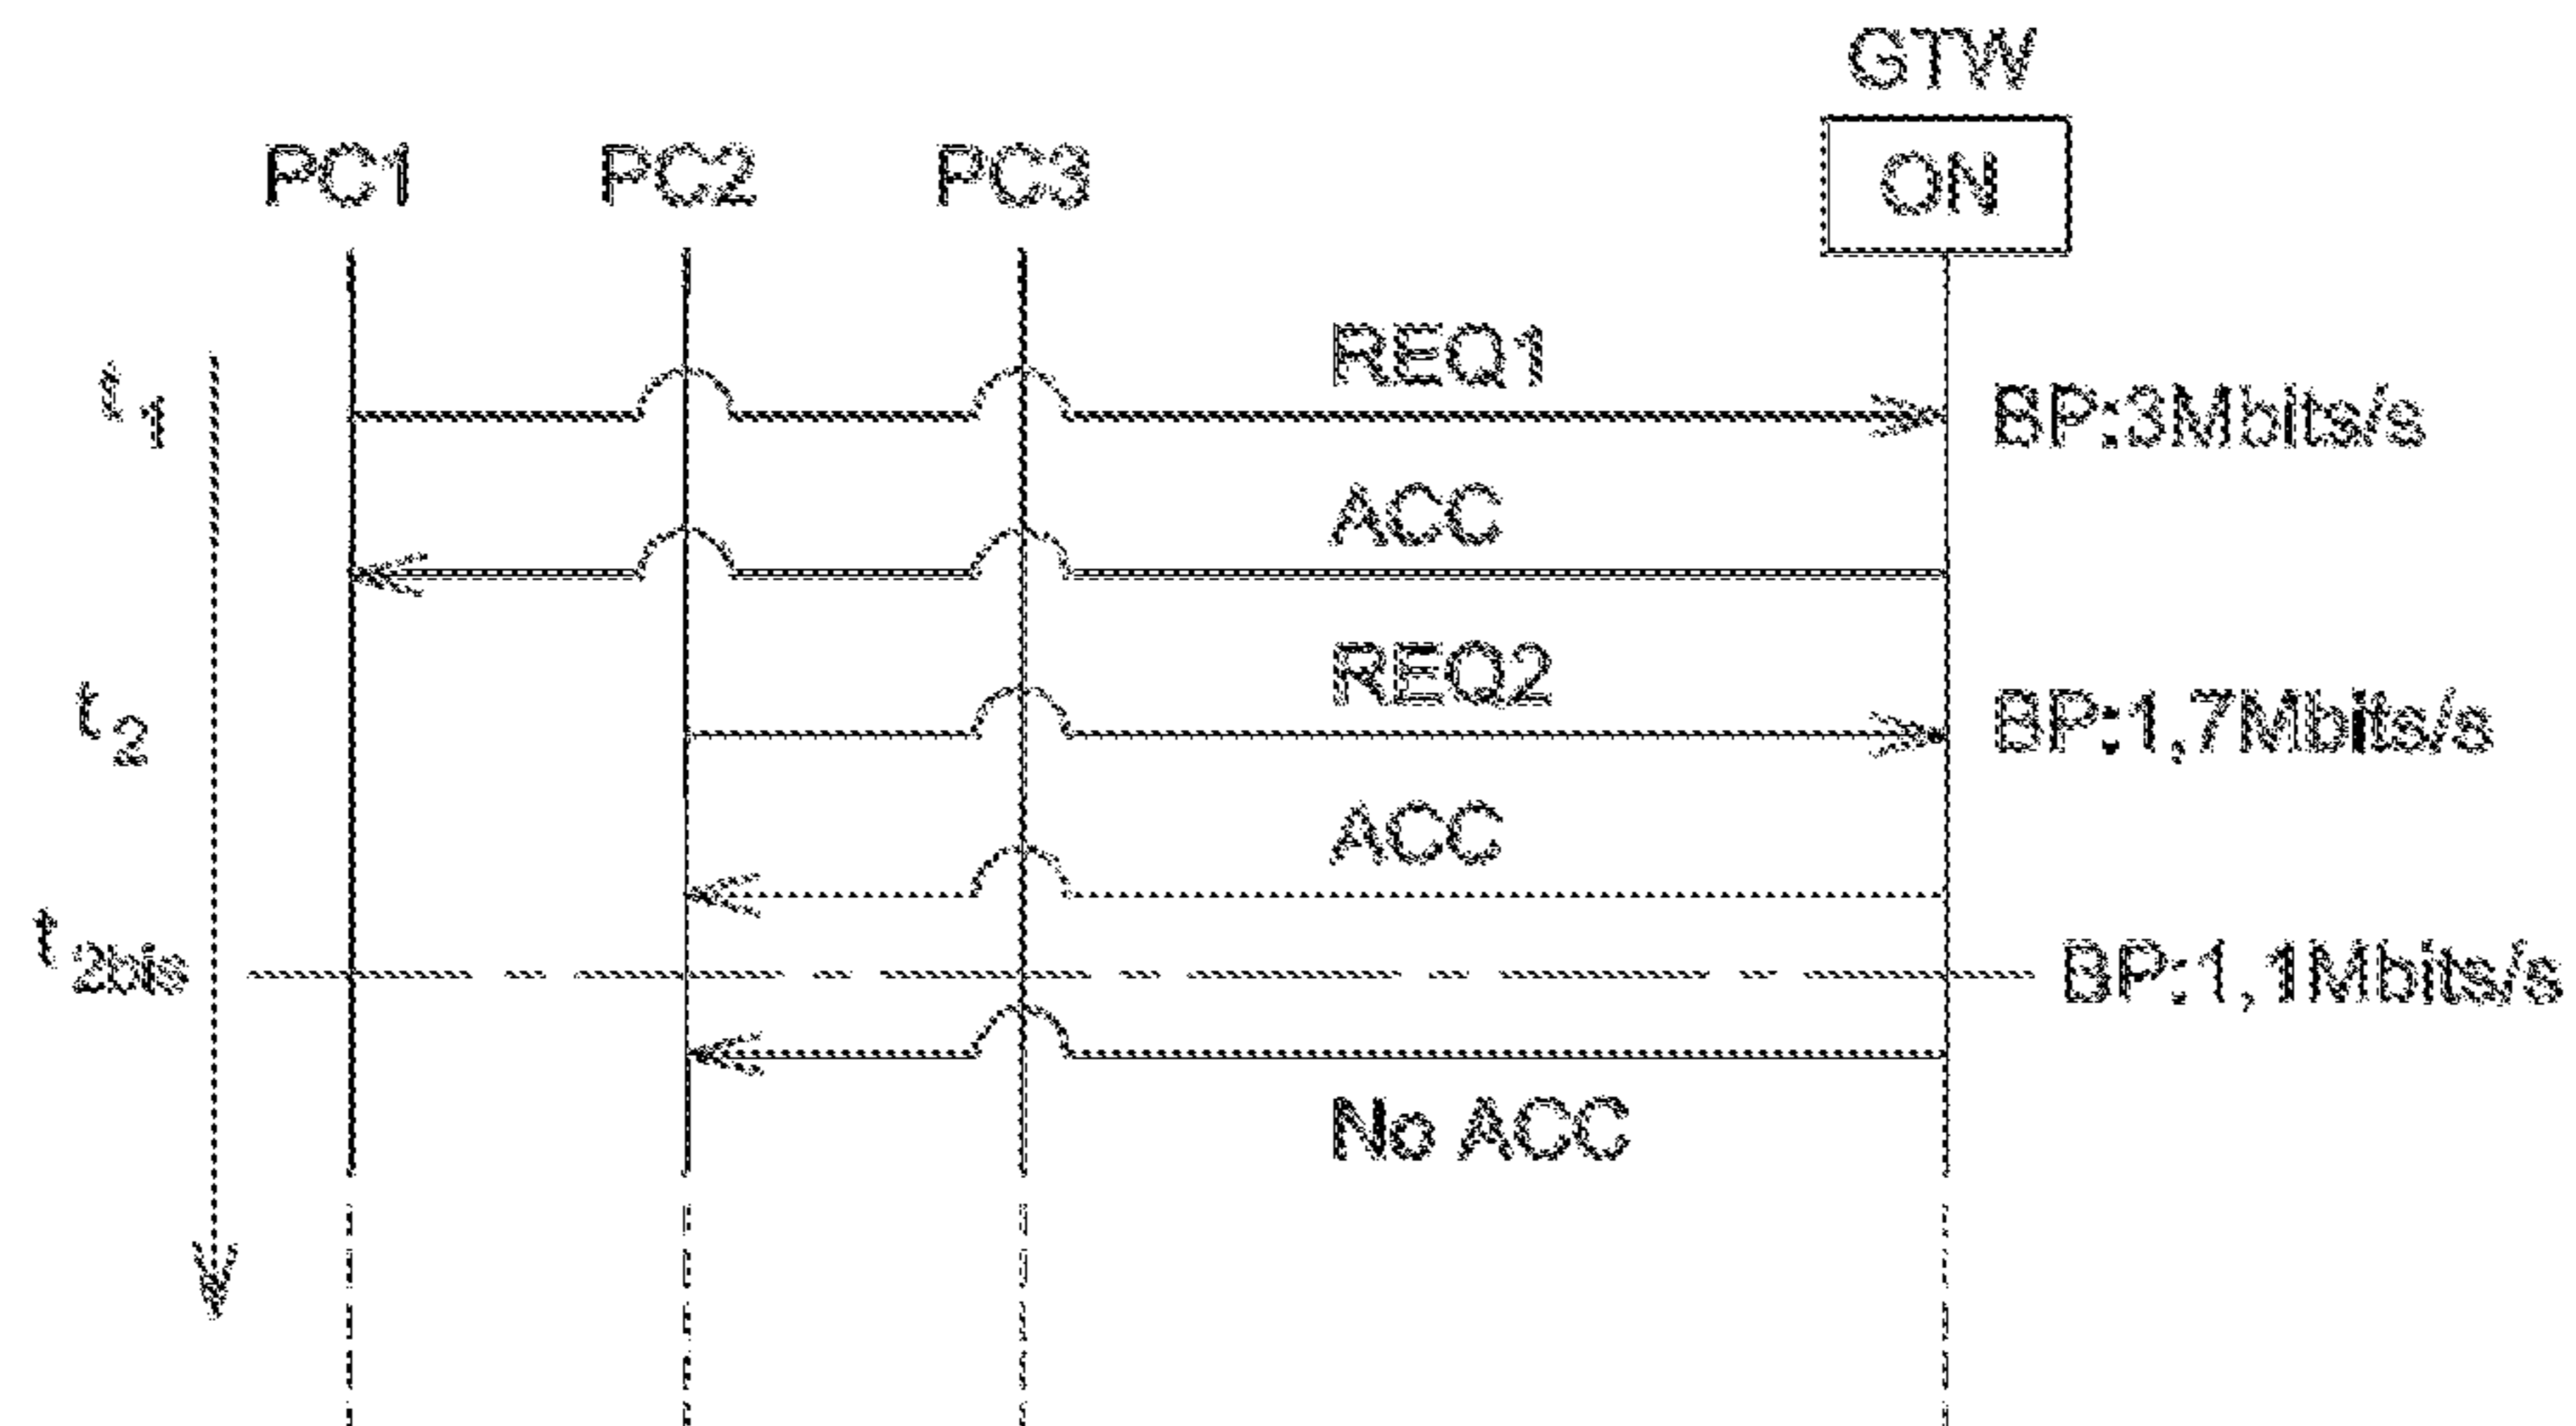 GTW
PC1 PC2 PC3 ON
REQ1
t1 BP:3Mbits/s
ACC
REQ2
t2 BP:1,7Mbits/s
ACC
t2bis BP:1,1Mbits/s
No ACC